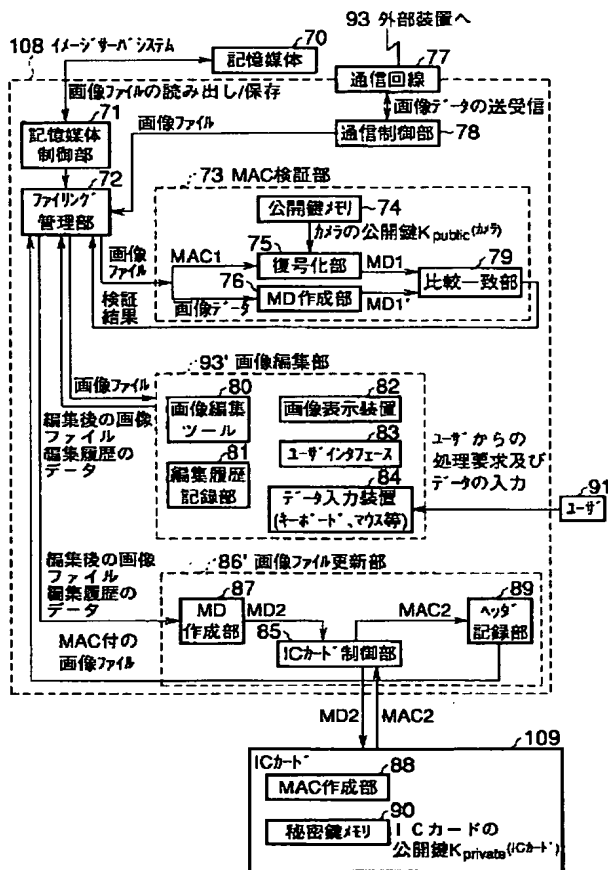 93 外部装置へ
108 イメージサーバシステム
70
記憶媒体
77
通信回線
画像ファイルの読み出し/保存
画像データの送受信
71
記憶媒体
制御部
画像ファイル
通信制御部
78
72
ファイリング
管理部
73 MAC検証部
公開鍵メモリ
74
カメラの公開鍵Kpublic(カメラ)
画像
ファイル
MAC1
75
復号化部
MD1
79
比較一致部
76
画像データ
MD作成部
MD1'
検証
結果
93' 画像編集部
画像ファイル
80
画像編集
ツール
82
画像表示装置
編集後の画像
ファイル
編集履歴の
データ
81
編集履歴
記録部
83
ユーザインタフェース
84
データ入力装置
(キーボード、マウス等)
ユーザからの
処理要求及び
データの入力
91
ユーザ
86' 画像ファイル更新部
編集後の画像
ファイル
編集履歴の
データ
87
MD
作成部
MD2
85
ICカード制御部
MAC2
89
ヘッダ
記録部
MAC付の
画像ファイル
MD2
MAC2
109
ICカード
88
MAC作成部
90
秘密鍵メモリ
ICカードの
公開鍵Kprivate(ICカード)